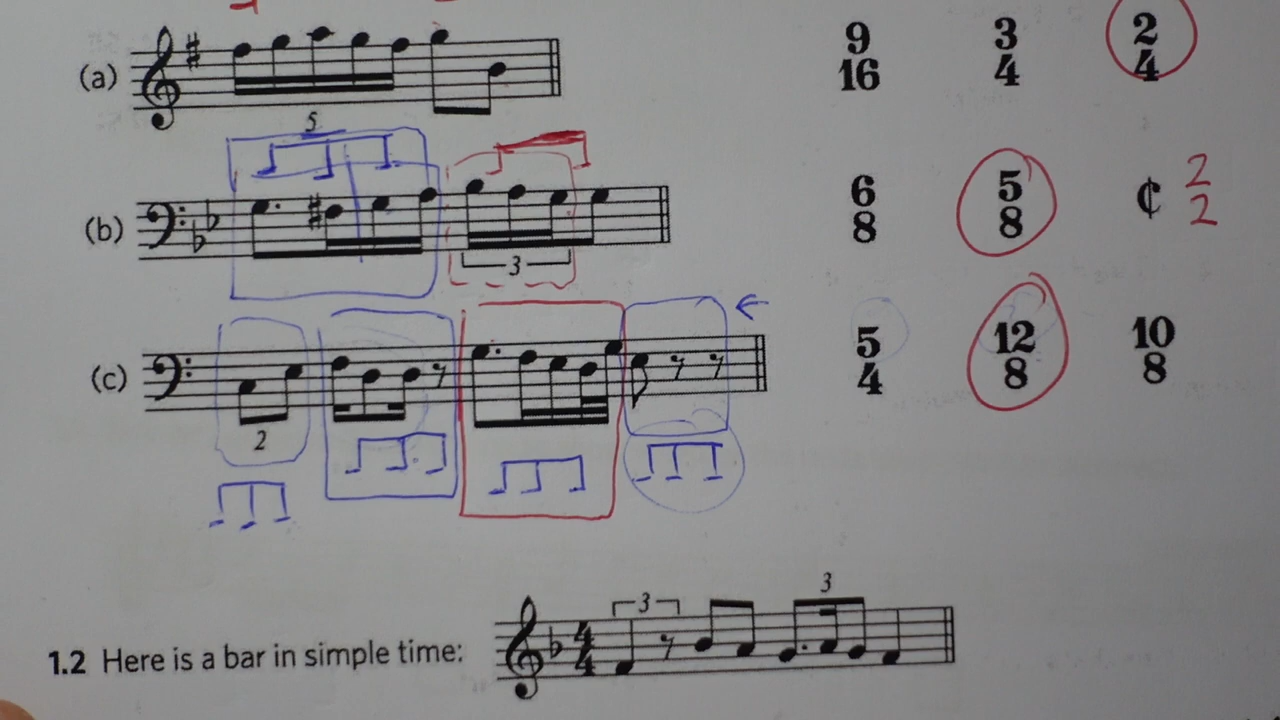 (a)
5
9 3 2
16 4 4
(b)
3
6 5 ¢ 2
8 8 2
(c)
2
5 12 10
4 8 8
1.2 Here is a bar in simple time:
4
4
3 3